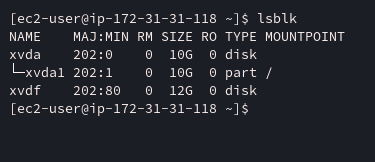 [ec2-user@ip-172-31-31-118 ~]$ lsblk
NAME    MAJ:MIN RM SIZE RO TYPE MOUNTPOINT
xvda    202:0    0  10G  0 disk
└─xvda1 202:1    0  10G  0 part /
xvdf    202:80   0  12G  0 disk
[ec2-user@ip-172-31-31-118 ~]$